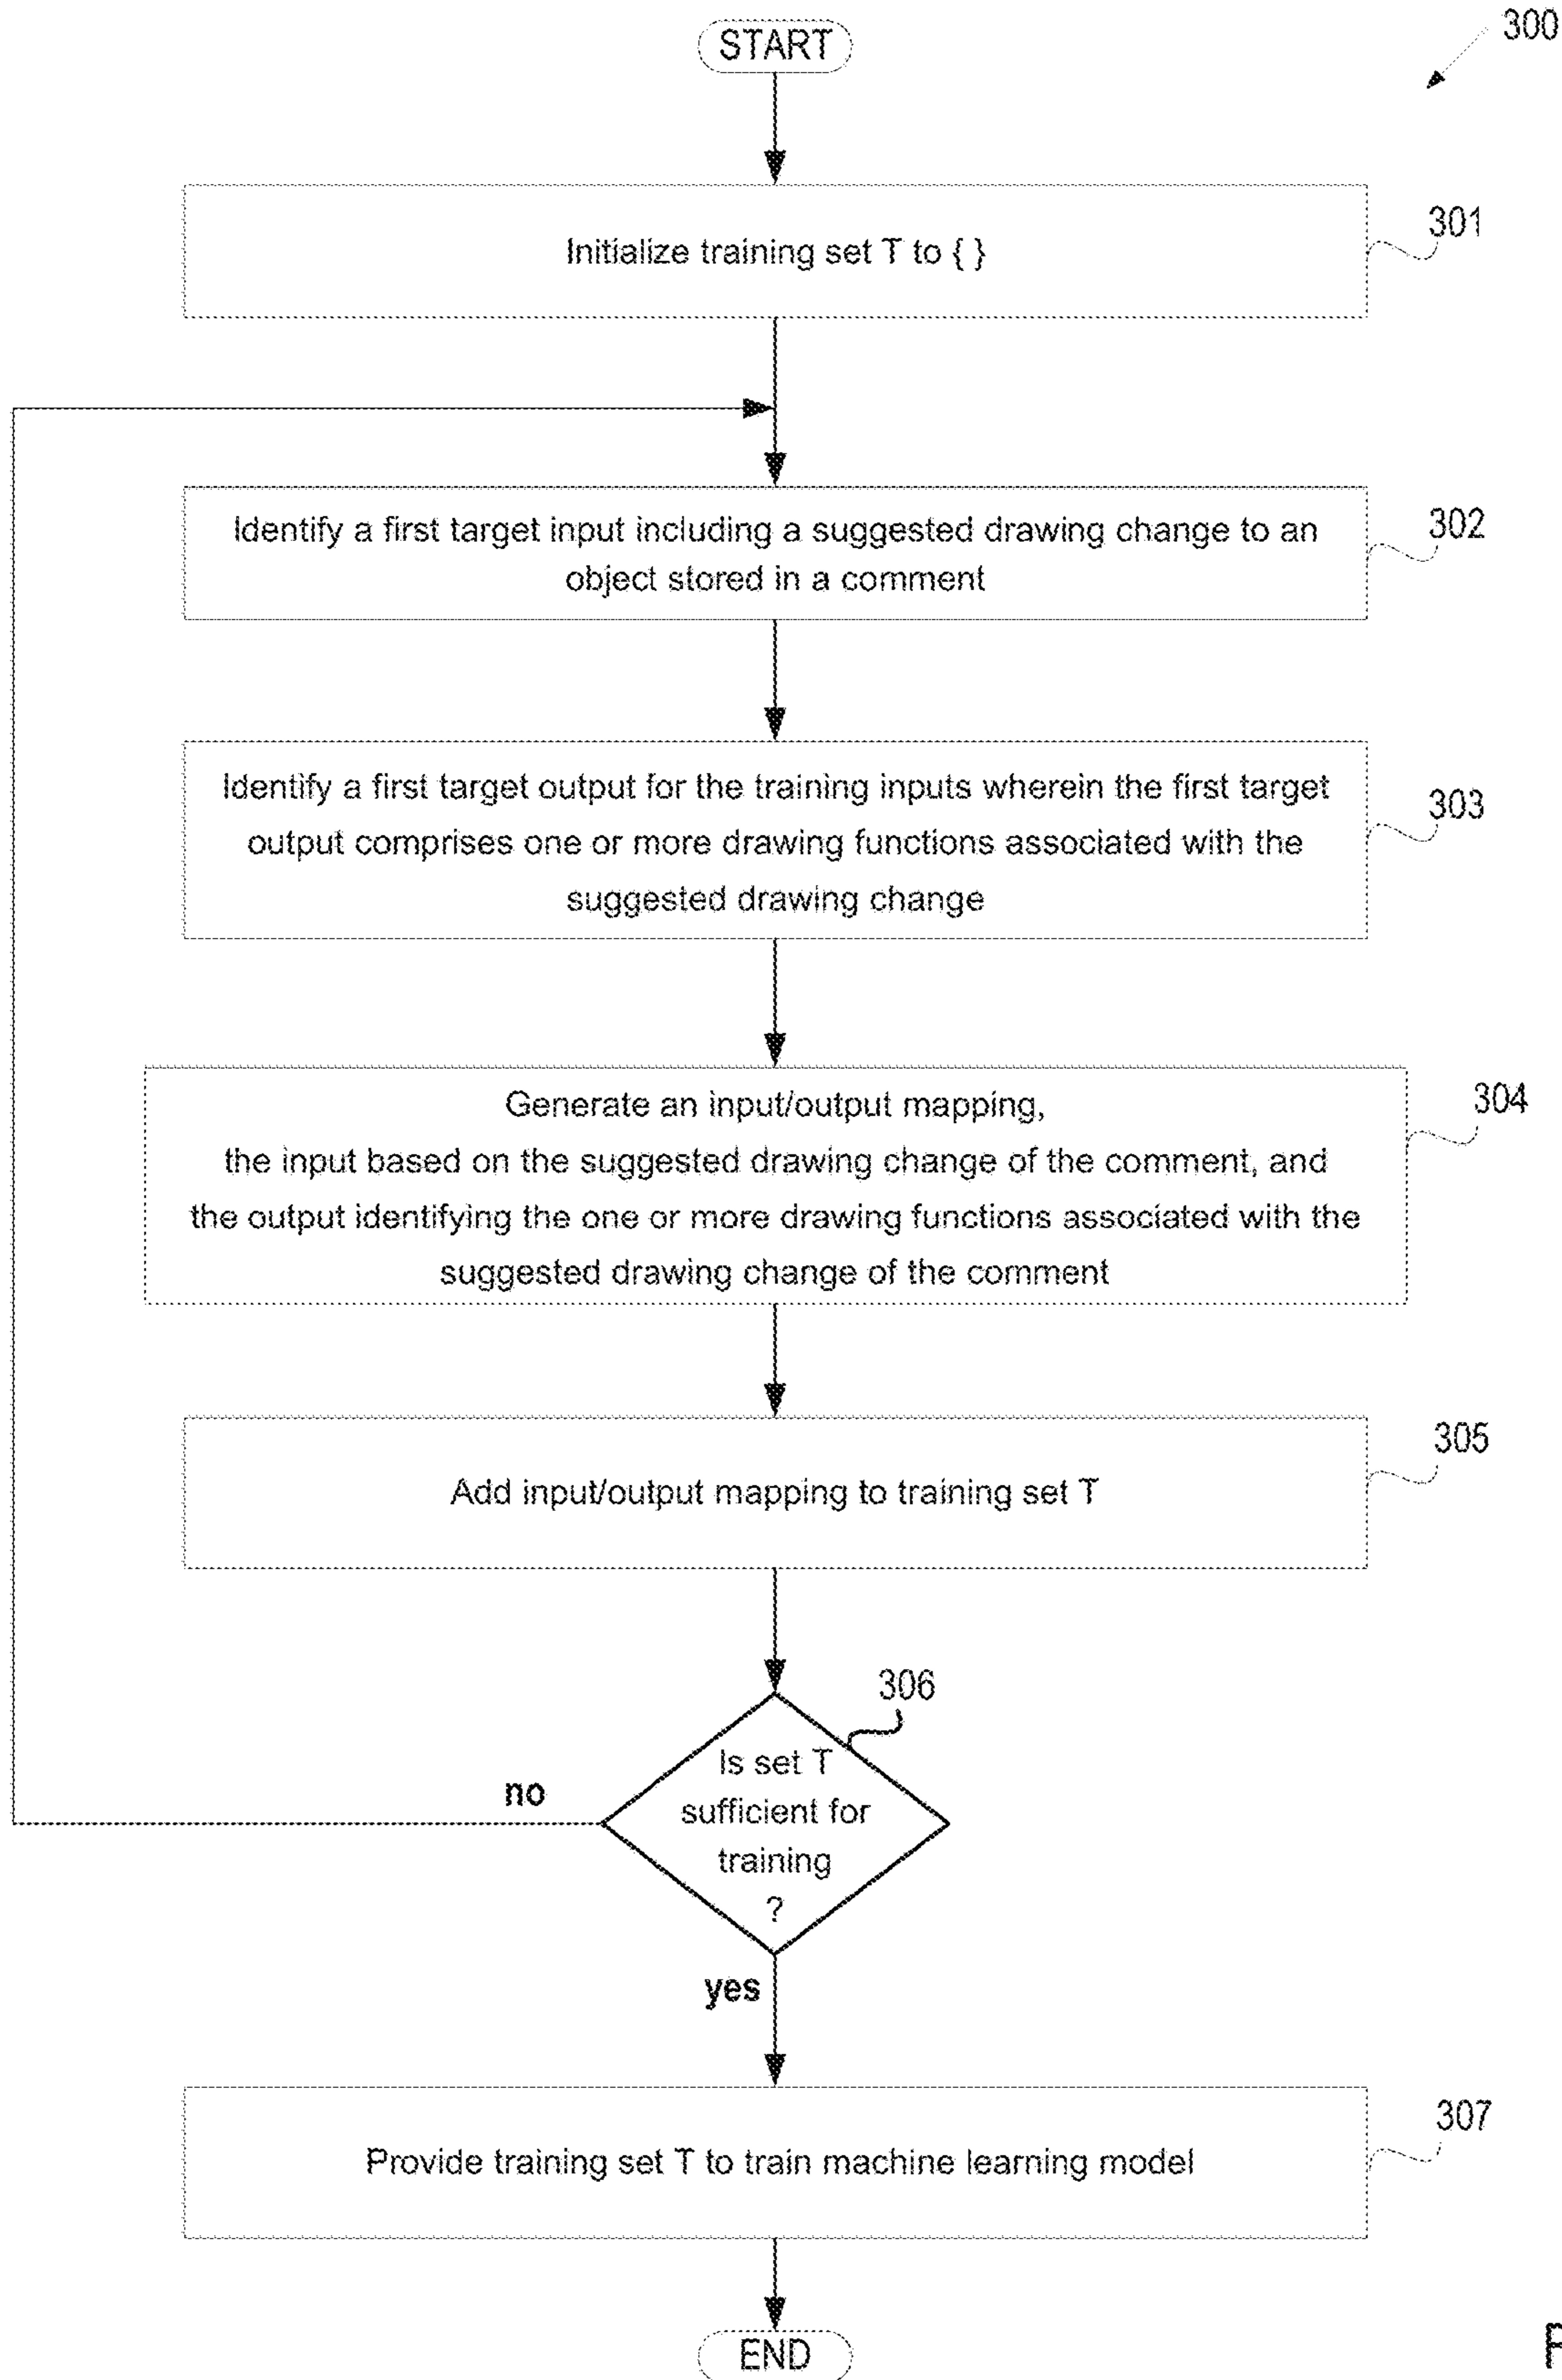 START
300
Initialize training set T to { }
301
Identify a first target input including a suggested drawing change to an
object stored in a comment
302
Identify a first target output for the training inputs wherein the first target
output comprises one or more drawing functions associated with the
suggested drawing change
303
Generate an input/output mapping,
the input based on the suggested drawing change of the comment, and
the output identifying the one or more drawing functions associated with the
suggested drawing change of the comment
304
Add input/output mapping to training set T
305
306
Is set T
sufficient for
training
?
no
yes
Provide training set T to train machine learning model
307
END